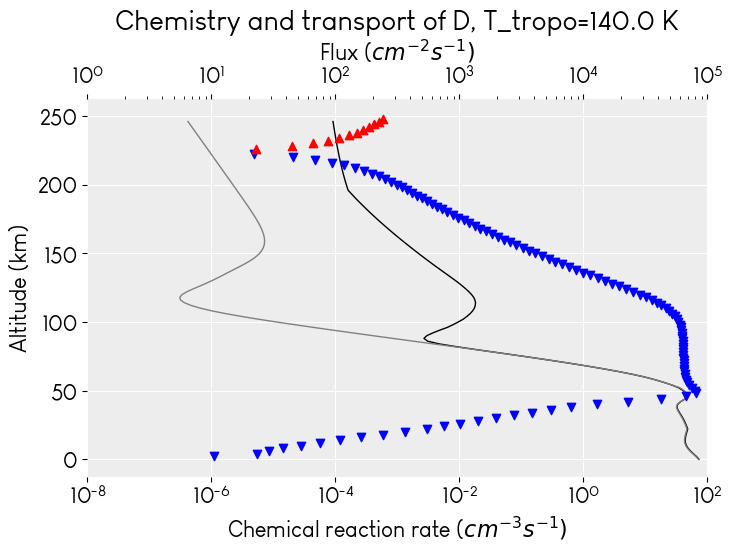 Chemistry and transport of D, T_tropo=140.0 K
Flux (cm⁻²s⁻¹)
10⁰ 10¹ 10² 10³ 10⁴ 10⁵
250
200
150
100
50
0
Altitude (km)
10⁻⁸ 10⁻⁶ 10⁻⁴ 10⁻² 10⁰ 10²
Chemical reaction rate (cm⁻³s⁻¹)